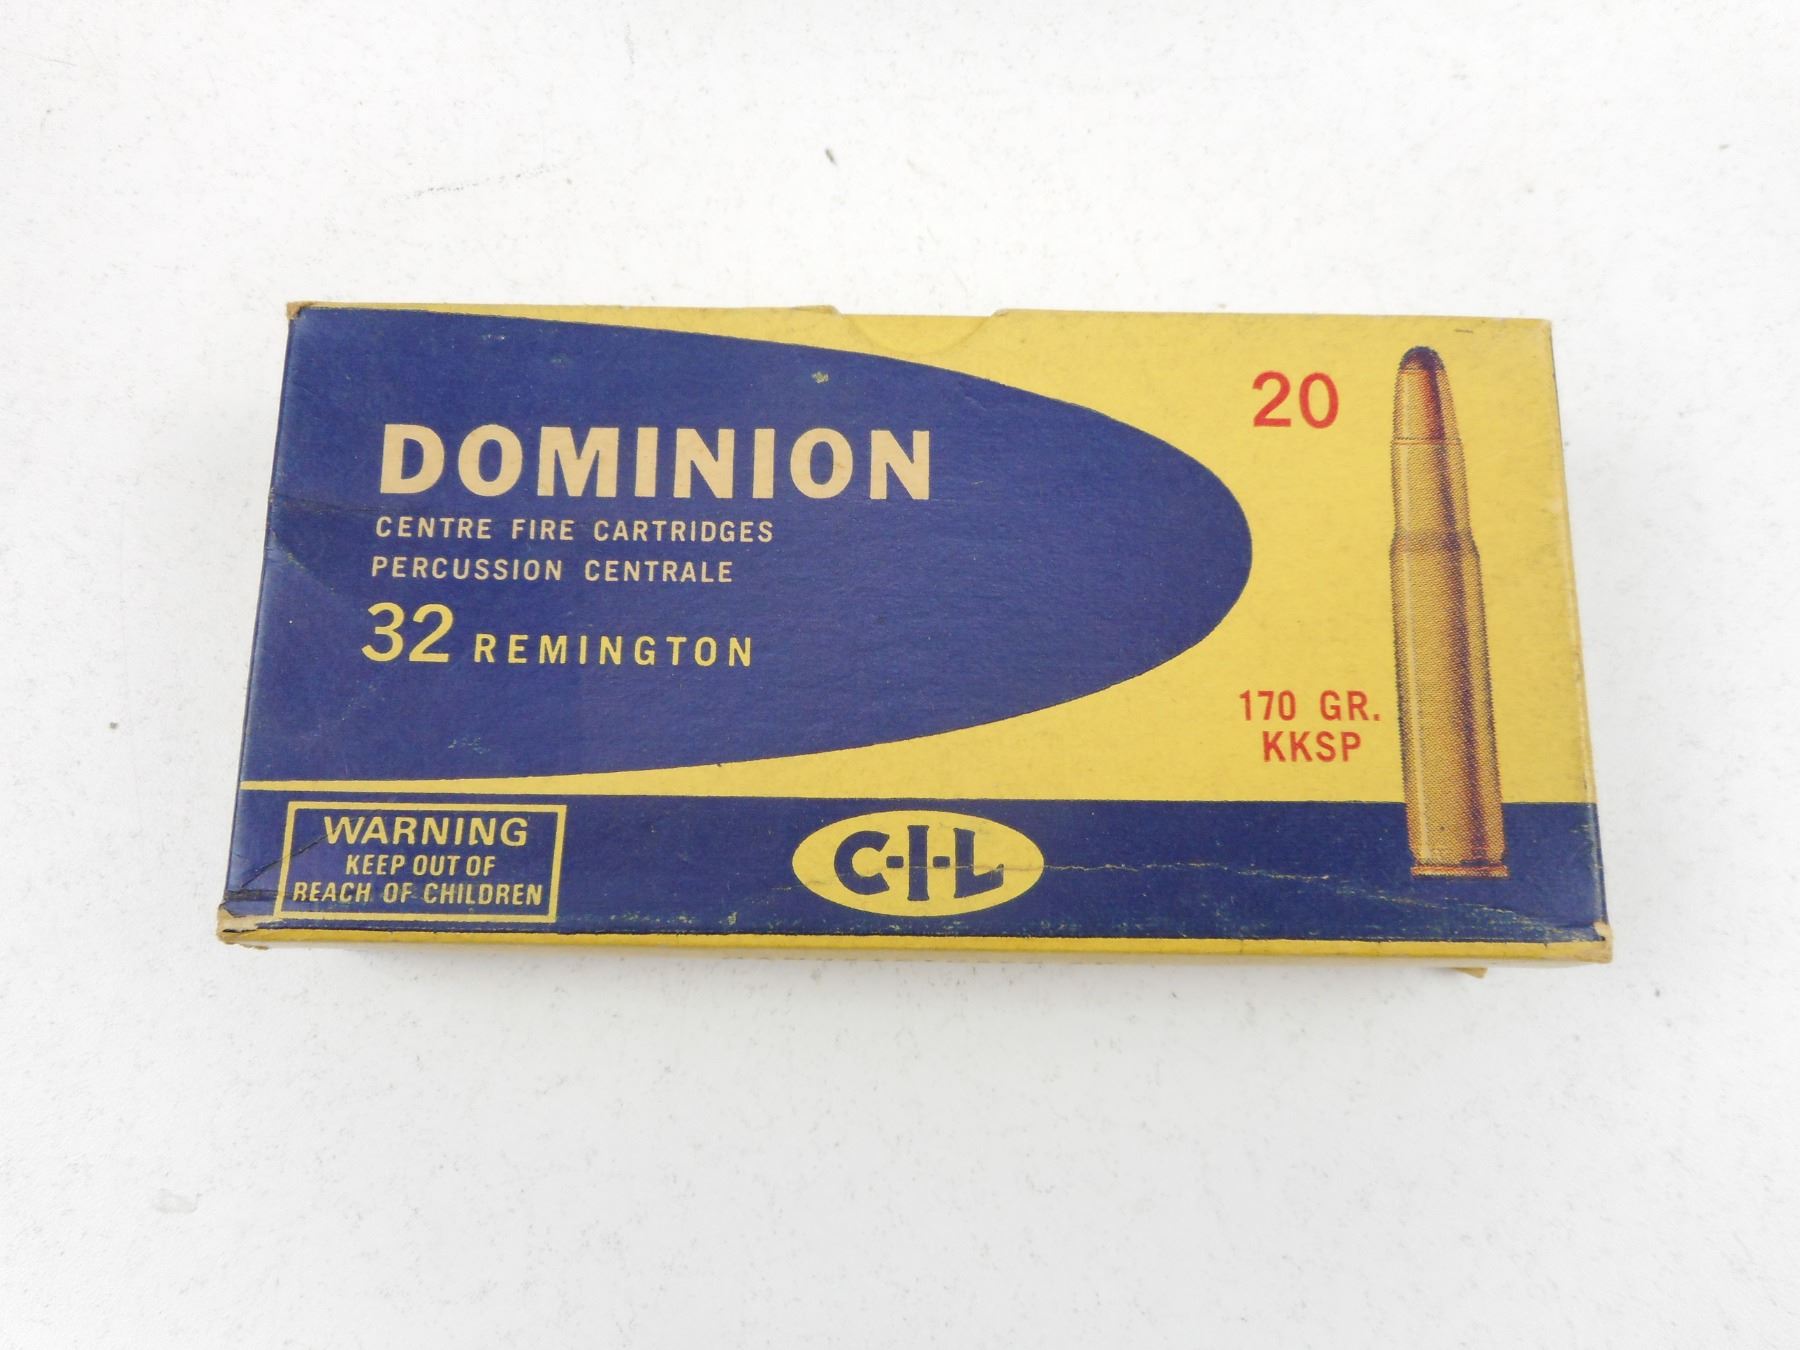 DOMINION
CENTRE FIRE CARTRIDGES
PERCUSSION CENTRALE
32 REMINGTON
20
170 GR.
KKSP
WARNING
KEEP OUT OF
REACH OF CHILDREN
C-I-L